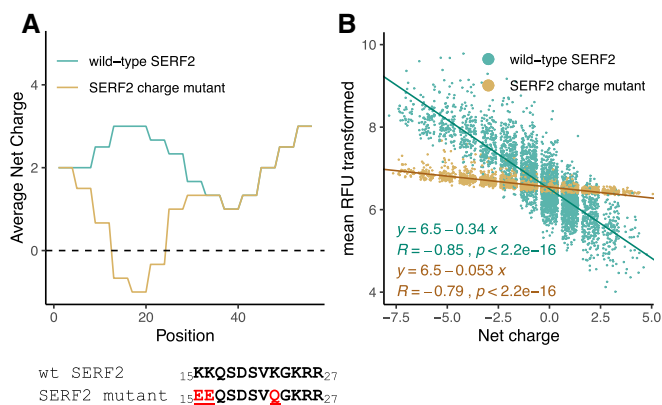 A
wild−type SERF2
SERF2 charge mutant
Average Net Charge
4
2
0
0
20
40
Position
B
wild−type SERF2
SERF2 charge mutant
mean RFU transformed
10
8
6
4
y = 6.5 − 0.34 x
R = −0.85 , p < 2.2e−16
y = 6.5 − 0.053 x
R = −0.79 , p < 2.2e−16
−7.5 −5.0 −2.5 0.0 2.5 5.0
Net charge
wt SERF2 15KKQSDSVKGKRR27
SERF2 mutant 15EEQSDSVQGKRR27